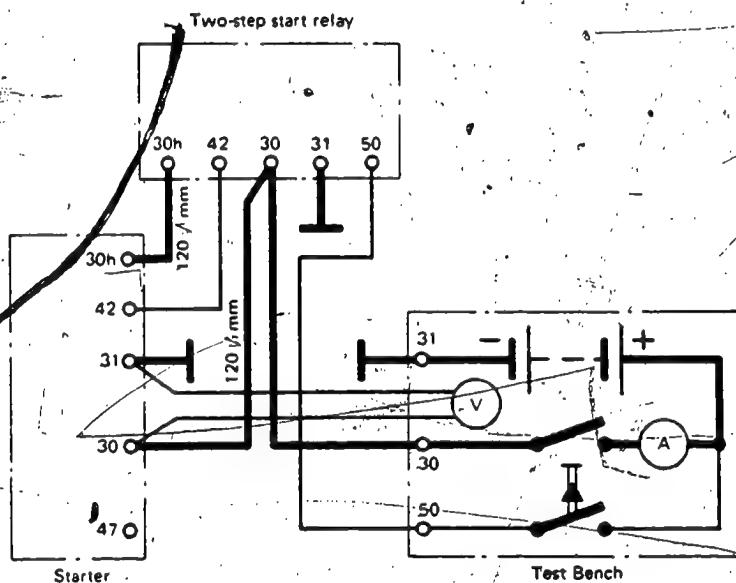 Two-step start relay
30h 42 30 31 50
120 ▯/mm
30h
42
120 ▯/mm
31
31 - +
V
30
30
A
50
47
Starter
Test Bench